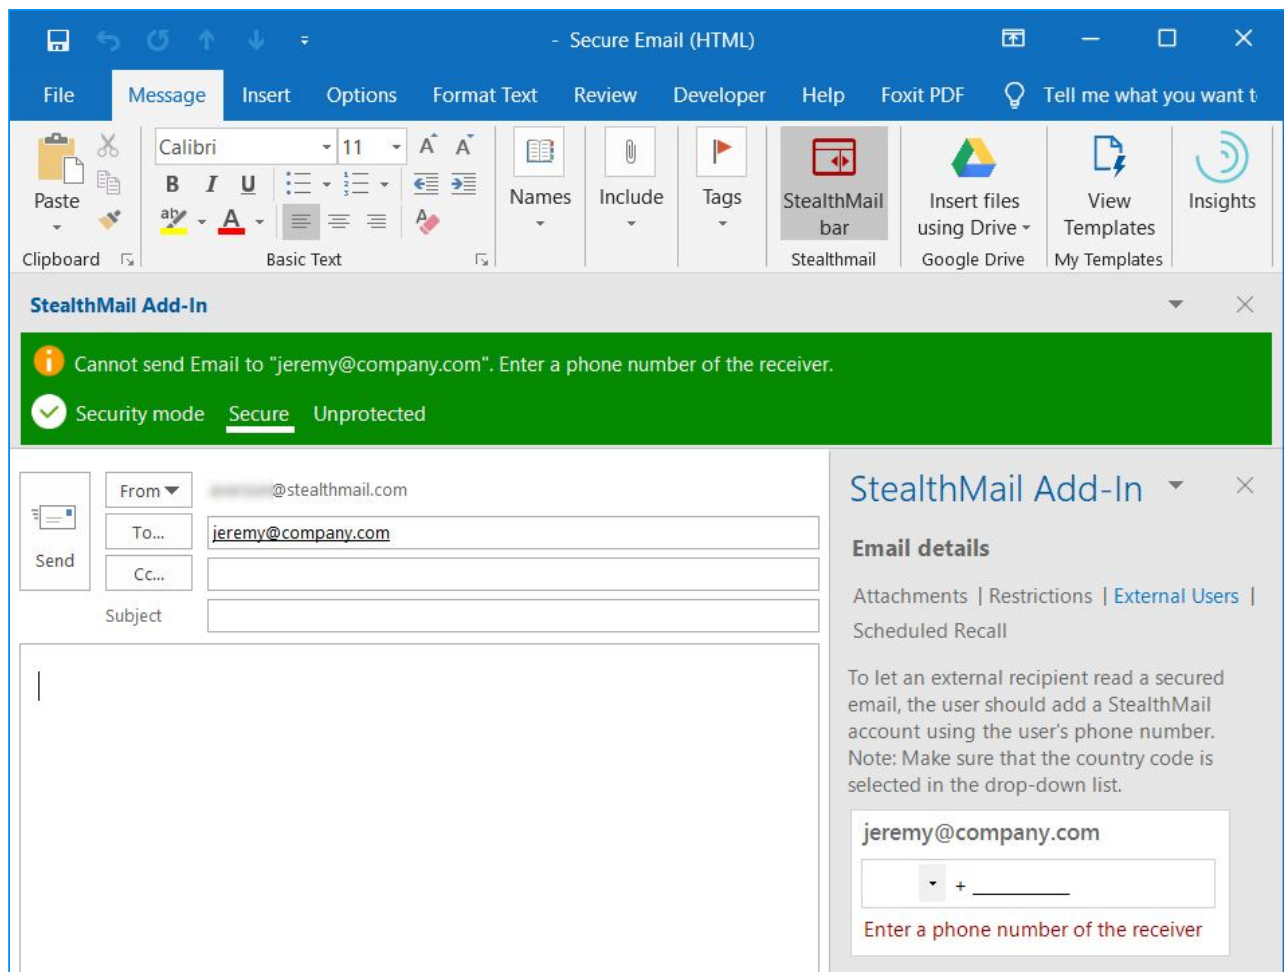 - Secure Email (HTML)
File Message Insert Options Format Text Review Developer Help Foxit PDF Tell me what you want t
Calibri 11
Paste
B I U
Names Include Tags
StealthMail bar
Insert files using Drive
View Templates
Insights
Clipboard Basic Text Stealthmail Google Drive My Templates
StealthMail Add-In
Cannot send Email to "jeremy@company.com". Enter a phone number of the receiver.
Security mode Secure Unprotected
From @stealthmail.com
To... jeremy@company.com
Send
Cc...
Subject
StealthMail Add-In
Email details
Attachments | Restrictions | External Users |
Scheduled Recall
To let an external recipient read a secured
email, the user should add a StealthMail
account using the user's phone number.
Note: Make sure that the country code is
selected in the drop-down list.
jeremy@company.com
+ __________
Enter a phone number of the receiver